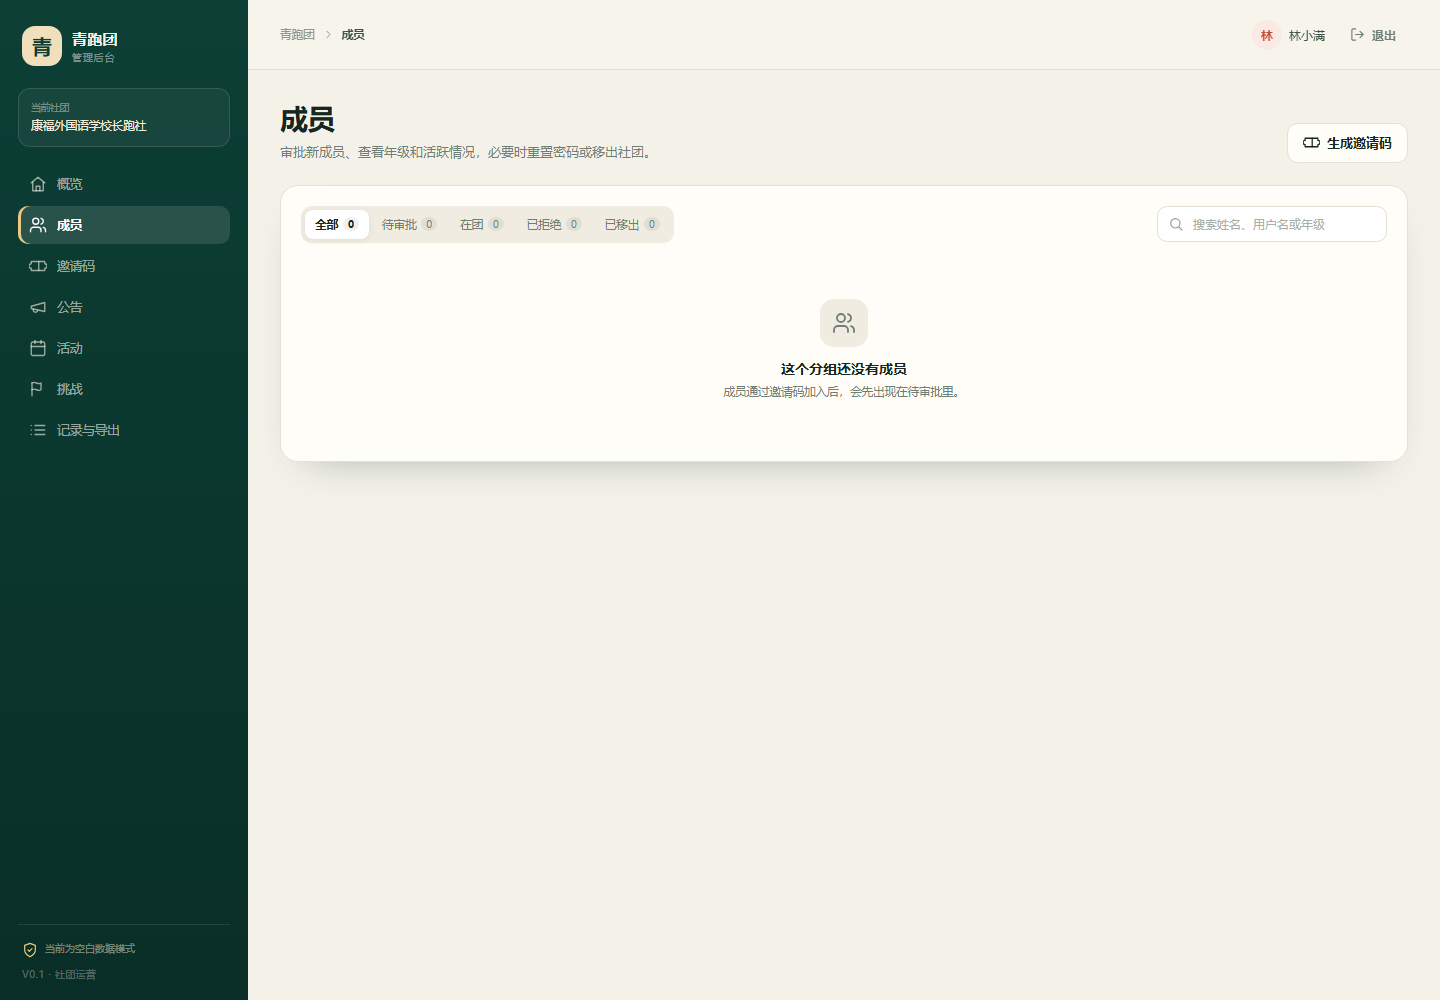 青
青跑团
管理后台
当前社团
康福外国语学校长跑社
概览
成员
邀请码
公告
活动
挑战
记录与导出
当前为空白数据模式
V0.1 · 社团运营
青跑团 > 成员
林 林小满 退出
成员
审批新成员、查看年级和活跃情况，必要时重置密码或移出社团。
生成邀请码
全部 0 待审批 0 在团 0 已拒绝 0 已移出 0
搜索姓名、用户名或年级
这个分组还没有成员
成员通过邀请码加入后，会先出现在待审批里。